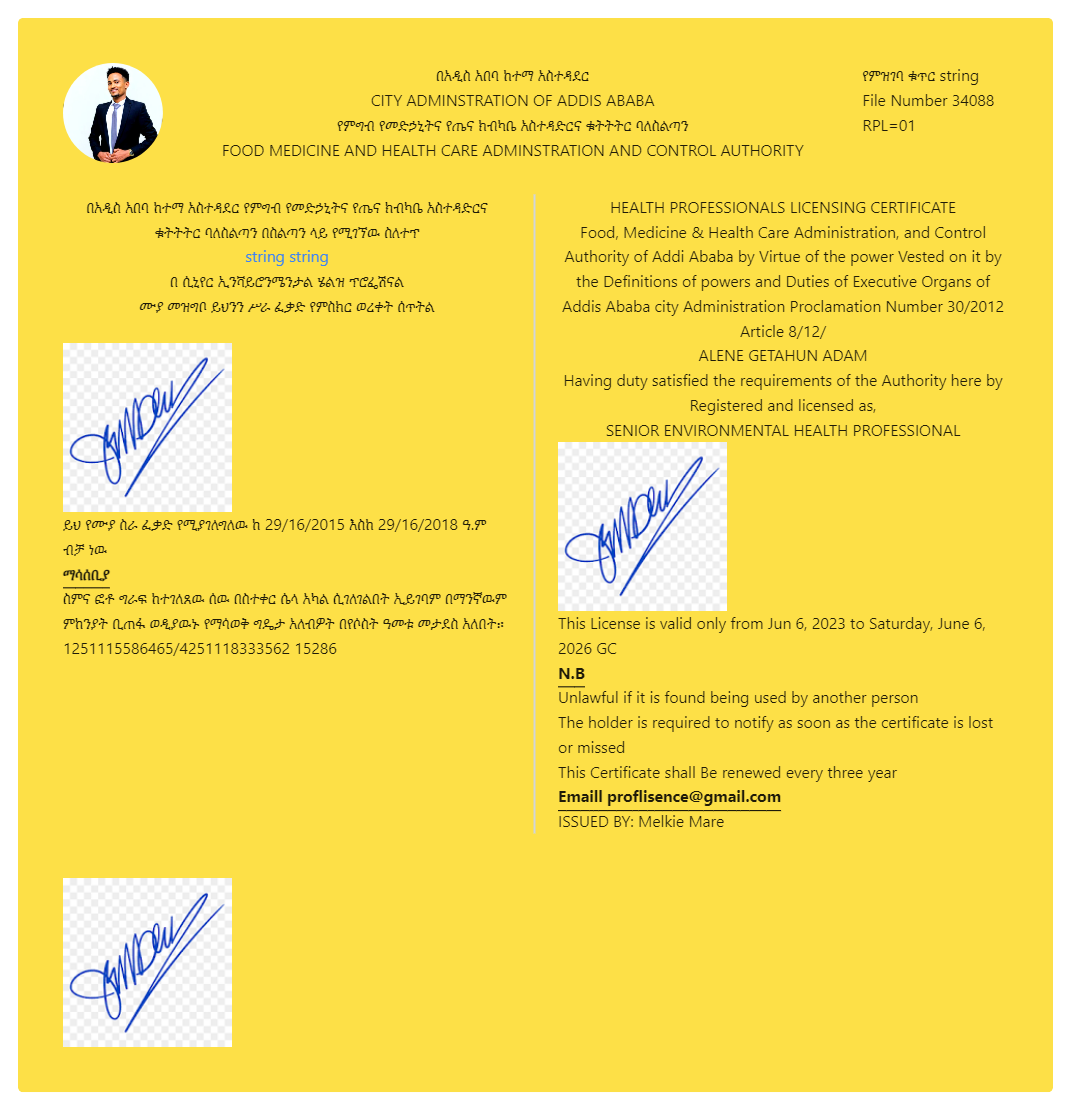 በአዲስ አበባ ከተማ አስተዳደር
CITY ADMINSTRATION OF ADDIS ABABA
የምግብ የመድኃኒትና የጤና ክብካቤ አስተዳድርና ቁትትትር ባለስልጣን
FOOD MEDICINE AND HEALTH CARE ADMINSTRATION AND CONTROL AUTHORITY
የምዝገባ ቁጥር string
File Number 34088
RPL=01
በአዲስ አበባ ከተማ አስተዳደር የምግብ የመድኃኒትና የጤና ክብካቤ አስተዳድርና
ቁትትትር ባለስልጣን በስልጣን ላይ የሚገኘዉ ስለተጥ
string string
በ ሲኒየር ኢንቫይሮንሜንታል ሄልዝ ፕሮፌሽናል
ሙያ መዝግቦ ይህንን ሥራ ፈቃድ የምስክር ወረቀት ሰጥትል
ይህ የሙያ ስራ ፈቃድ የሚያገለግለዉ ከ 29/16/2015 እስከ 29/16/2018 ዓ.ም
ብቻ ነዉ
ማሳሰቢያ
ስምና ፎቶ ግራፍ ከተገለጸዉ ሰዉ በስተቀር ሴላ አካል ሲገለገልበት ኢይገባም በማንኛዉም
ምከንያት ቢጠፋ ወዲያዉኑ የማሳወቅ ግዴታ አለብዎት በየሶስት ዓመቱ መታደስ አለበት።
1251115586465/4251118333562 15286
HEALTH PROFESSIONALS LICENSING CERTIFICATE
Food, Medicine & Health Care Administration, and Control
Authority of Addi Ababa by Virtue of the power Vested on it by
the Definitions of powers and Duties of Executive Organs of
Addis Ababa city Administration Proclamation Number 30/2012
Article 8/12/
ALENE GETAHUN ADAM
Having duty satisfied the requirements of the Authority here by
Registered and licensed as,
SENIOR ENVIRONMENTAL HEALTH PROFESSIONAL
This License is valid only from Jun 6, 2023 to Saturday, June 6,
2026 GC
N.B
Unlawful if it is found being used by another person
The holder is required to notify as soon as the certificate is lost
or missed
This Certificate shall Be renewed every three year
Emaill proflisence@gmail.com
ISSUED BY: Melkie Mare